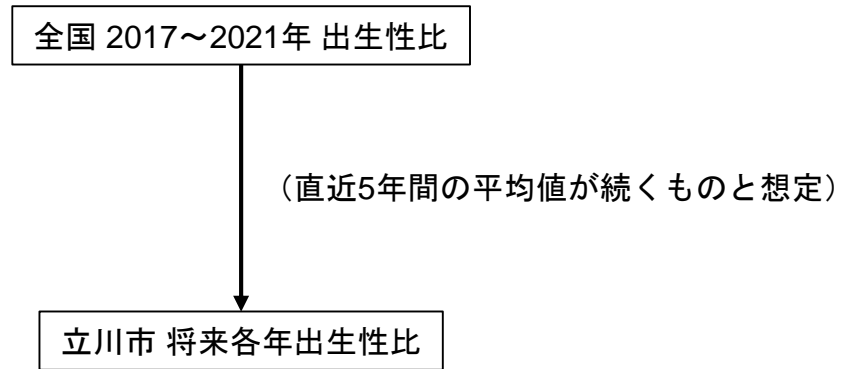 全国 2017～2021年 出生性比
（直近5年間の平均値が続くものと想定）
立川市 将来各年出生性比